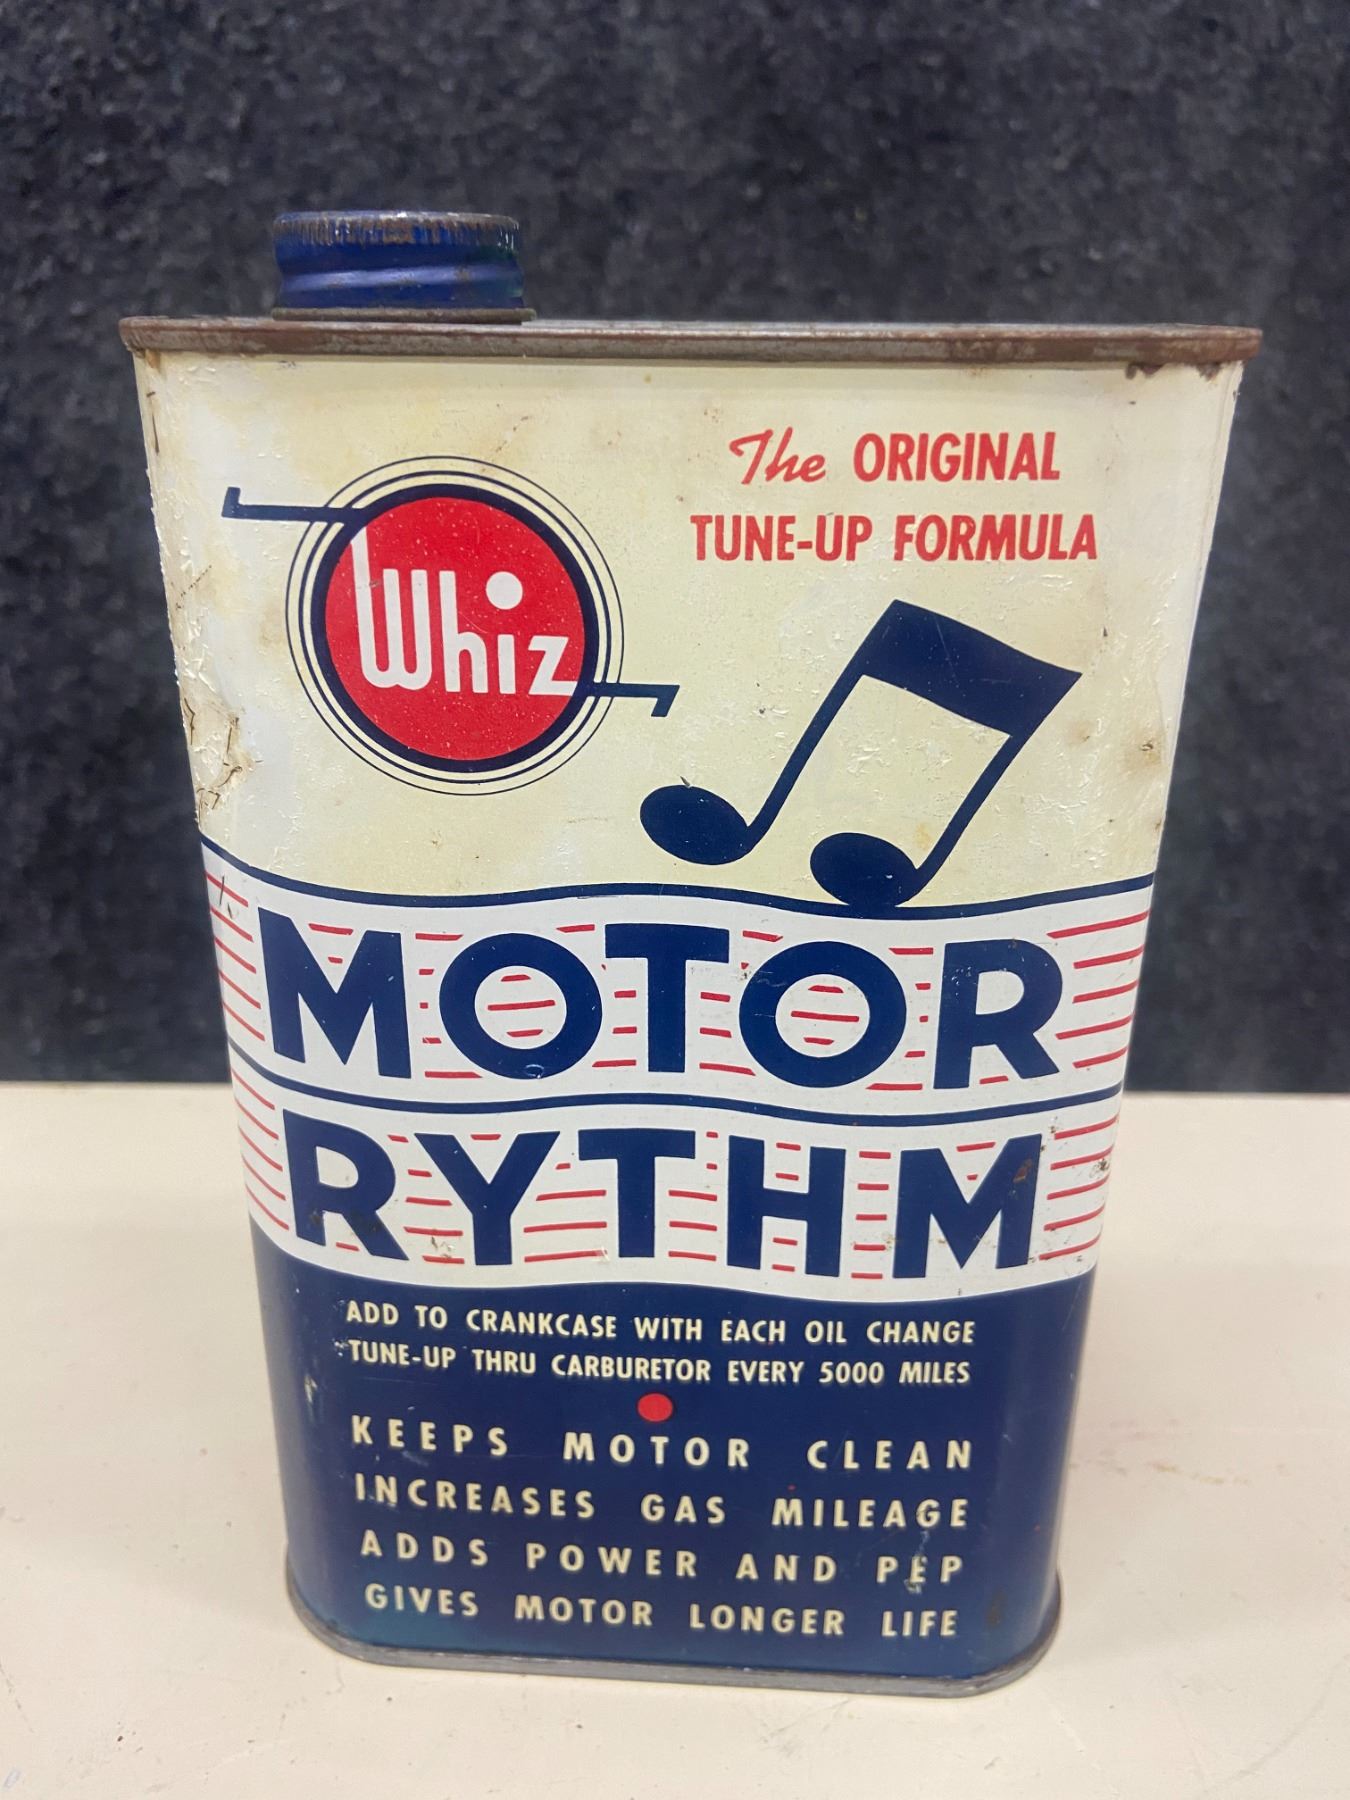 The ORIGINAL
TUNE-UP FORMULA
Whiz
MOTOR
RYTHM
ADD TO CRANKCASE WITH EACH OIL CHANGE
TUNE-UP THRU CARBURETOR EVERY 5000 MILES
KEEPS MOTOR CLEAN
INCREASES GAS MILEAGE
ADDS POWER AND PEP
GIVES MOTOR LONGER LIFE